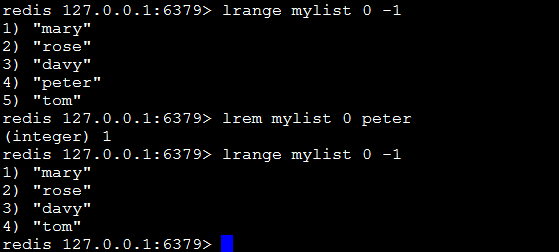 redis 127.0.0.1:6379> lrange mylist 0 -1
1) "mary"
2) "rose"
3) "davy"
4) "peter"
5) "tom"
redis 127.0.0.1:6379> lrem mylist 0 peter
(integer) 1
redis 127.0.0.1:6379> lrange mylist 0 -1
1) "mary"
2) "rose"
3) "davy"
4) "tom"
redis 127.0.0.1:6379>